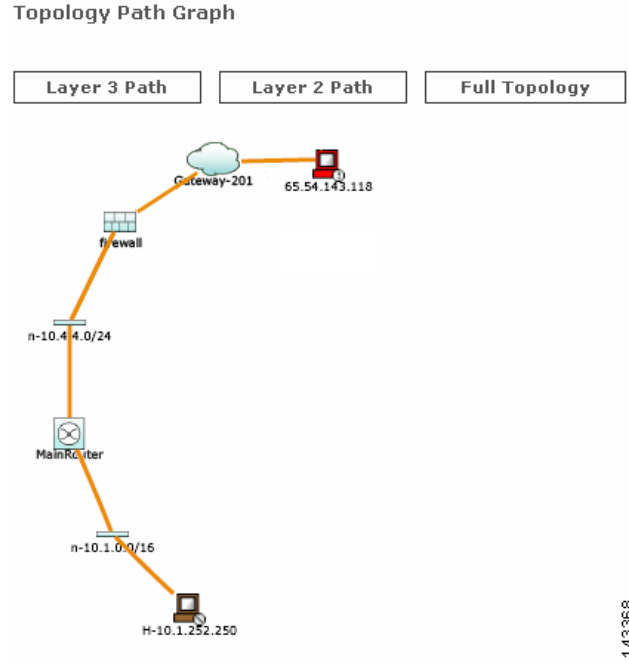 Topology Path Graph
Layer 3 Path
Layer 2 Path
Full Topology
Gateway-201
65.54.143.118
firewall
n-10.4.4.0/24
MainRouter
n-10.1.0.0/16
H-10.1.252.250
143368